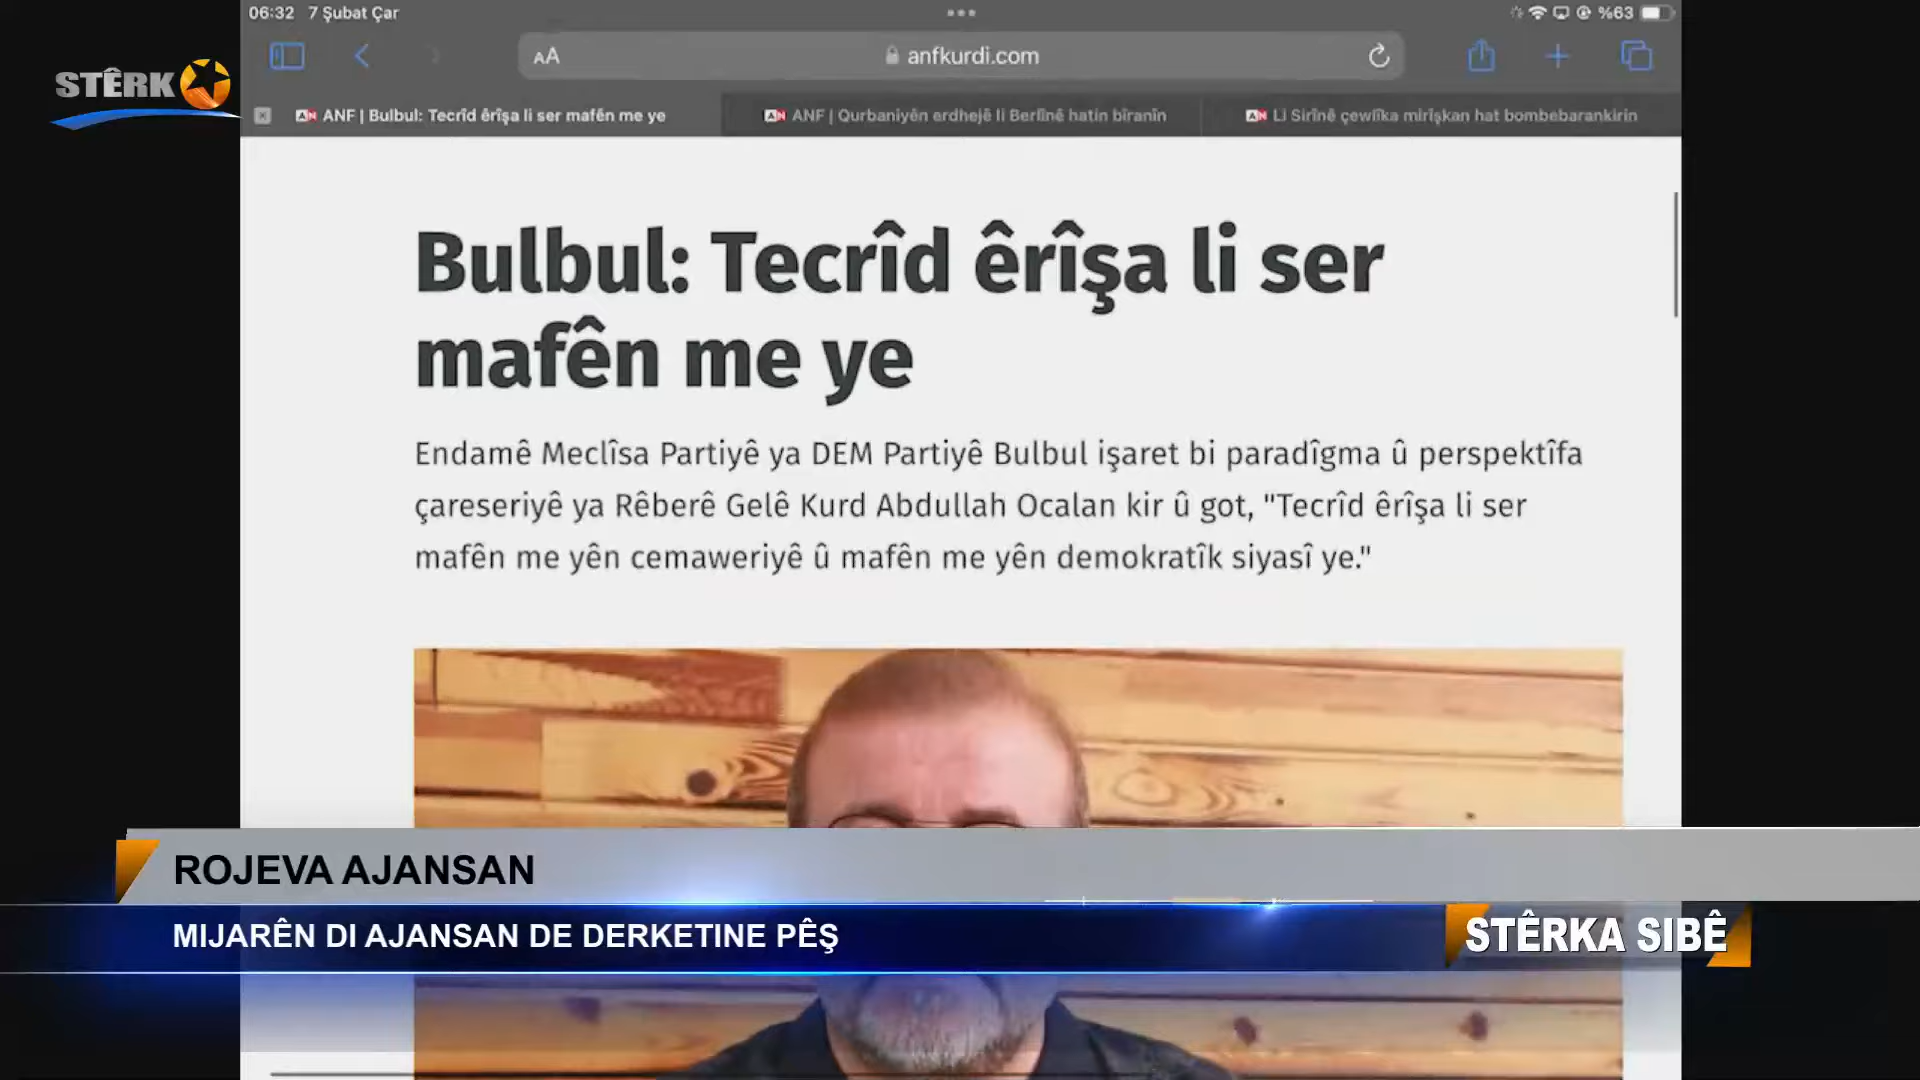 06:32 7 Şubat Çar
%63
STÊRK
AA
anfkurdi.com
ANF | Bulbul: Tecrîd êrîşa li ser mafên me ye
ANF | Qurbaniyên erdhejê li Berlînê hatin bîranîn
Li Sirînê çewlîka mirîşkan hat bombebarankirin
Bulbul: Tecrîd êrîşa li ser
mafên me ye
Endamê Meclîsa Partiyê ya DEM Partiyê Bulbul işaret bi paradîgma û perspektîfa
çareseriyê ya Rêberê Gelê Kurd Abdullah Ocalan kir û got, "Tecrîd êrîşa li ser
mafên me yên cemaweriyê û mafên me yên demokratîk siyasî ye."
ROJEVA AJANSAN
MIJARÊN DI AJANSAN DE DERKETINE PÊŞ
STÊRKA SIBÊ